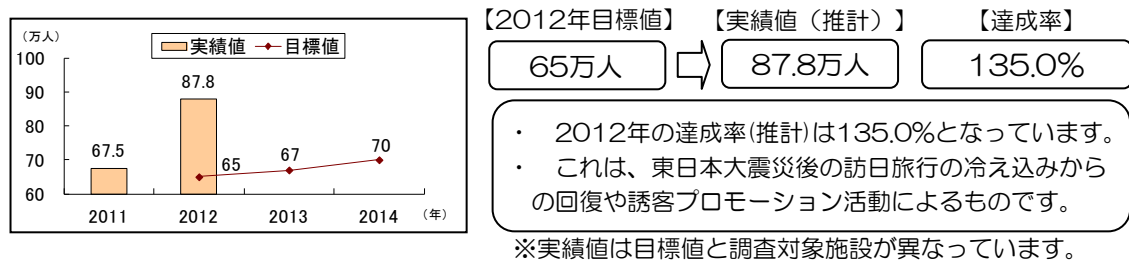 （万人）
実績値 目標値
100
90
80
70
60
67.5
87.8
65
67
70
2011 2012 2013 2014 （年）
【2012年目標値】 【実績値（推計）】 【達成率】
65万人 87.8万人 135.0%
・ 2012年の達成率(推計)は135.0%となっています。
・ これは、東日本大震災後の訪日旅行の冷え込みから
の回復や誘客プロモーション活動によるものです。
※実績値は目標値と調査対象施設が異なっています。